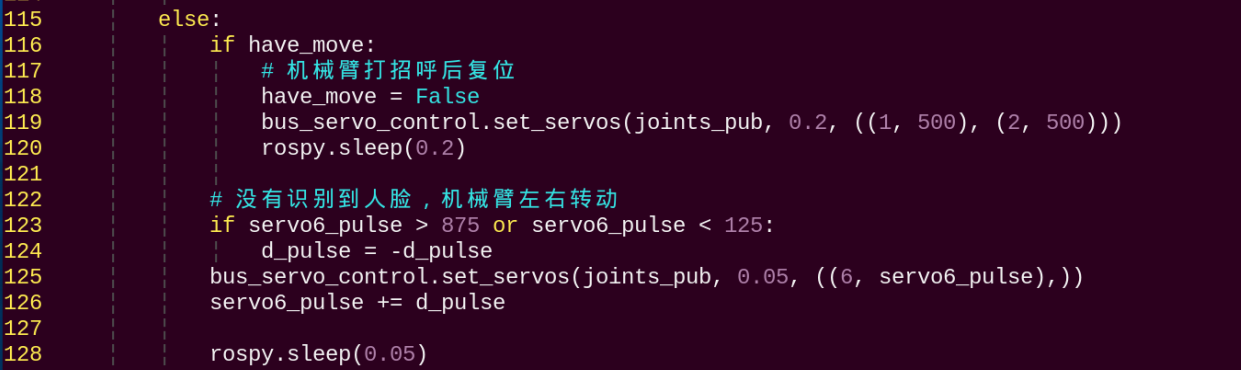 115 else:
116 if have_move:
117 # 机械臂打招呼后复位
118 have_move = False
119 bus_servo_control.set_servos(joints_pub, 0.2, ((1, 500), (2, 500)))
120 rospy.sleep(0.2)
121
122 # 没有识别到人脸，机械臂左右转动
123 if servo6_pulse > 875 or servo6_pulse < 125:
124 d_pulse = -d_pulse
125 bus_servo_control.set_servos(joints_pub, 0.05, ((6, servo6_pulse),))
126 servo6_pulse += d_pulse
127
128 rospy.sleep(0.05)